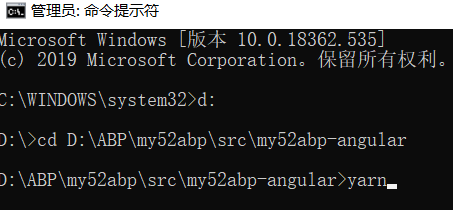 管理员: 命令提示符
Microsoft Windows [版本 10.0.18362.535]
(c) 2019 Microsoft Corporation。保留所有权利。
C:\WINDOWS\system32>d:
D:\>cd D:\ABP\my52abp\src\my52abp-angular
D:\ABP\my52abp\src\my52abp-angular>yarn